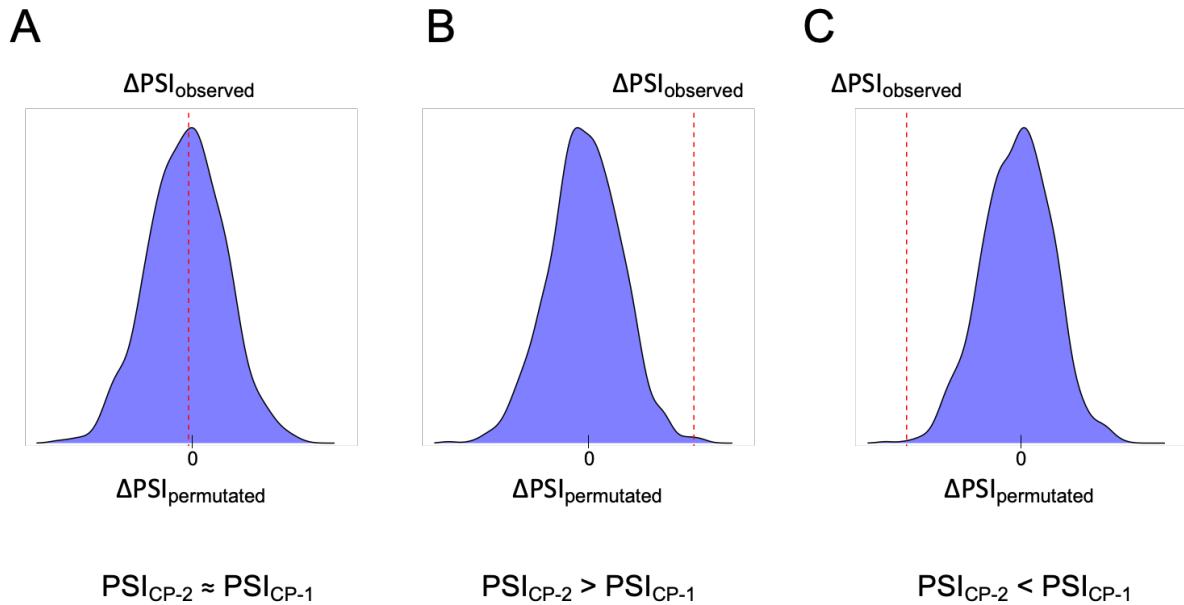 A
B
C
ΔPSIobserved
ΔPSIobserved
ΔPSIobserved
0
0
0
ΔPSIpermutated
ΔPSIpermutated
ΔPSIpermutated
PSICP-2 ≈ PSICP-1
PSICP-2 > PSICP-1
PSICP-2 < PSICP-1